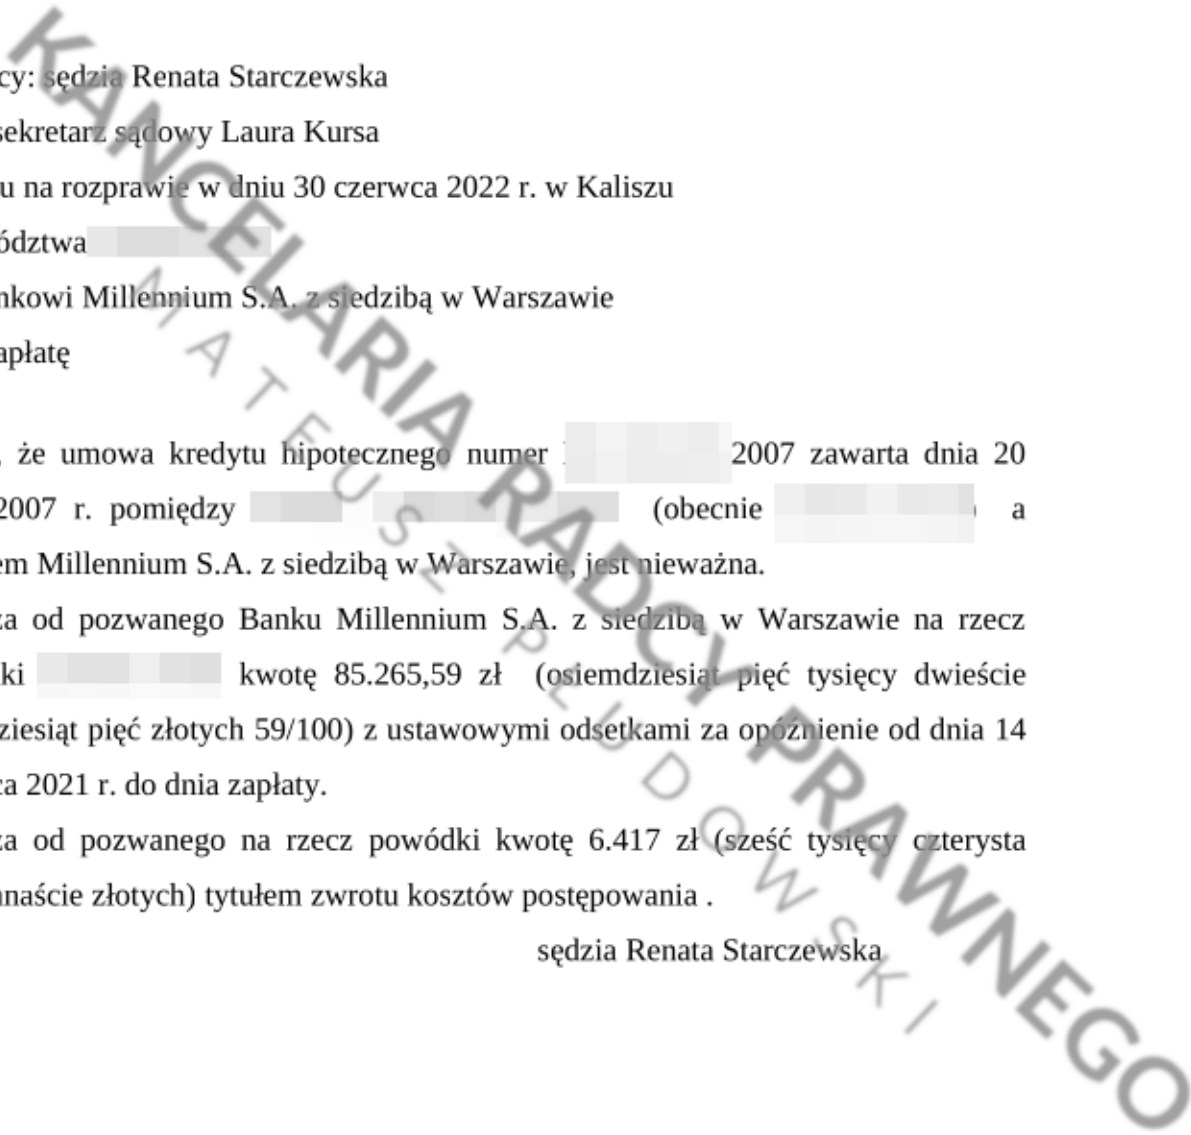 cy: sędzia Renata Starczewska
sekretarz sądowy Laura Kursa
u na rozprawie w dniu 30 czerwca 2022 r. w Kaliszu
ództwa
nkowi Millennium S.A. z siedzibą w Warszawie
apłatę
, że umowa kredytu hipotecznego numer 2007 zawarta dnia 20
2007 r. pomiędzy (obecnie ) a
em Millennium S.A. z siedzibą w Warszawie, jest nieważna.
za od pozwanego Banku Millennium S.A. z siedzibą w Warszawie na rzecz
ki kwotę 85.265,59 zł (osiemdziesiąt pięć tysięcy dwieście
ziesiąt pięć złotych 59/100) z ustawowymi odsetkami za opóźnienie od dnia 14
ca 2021 r. do dnia zapłaty.
za od pozwanego na rzecz powódki kwotę 6.417 zł (sześć tysięcy czterysta
naście złotych) tytułem zwrotu kosztów postępowania .
sędzia Renata Starczewska
KANCELARIA RADCY PRAWNEGO
MATEUSZ PLUDOWSKI